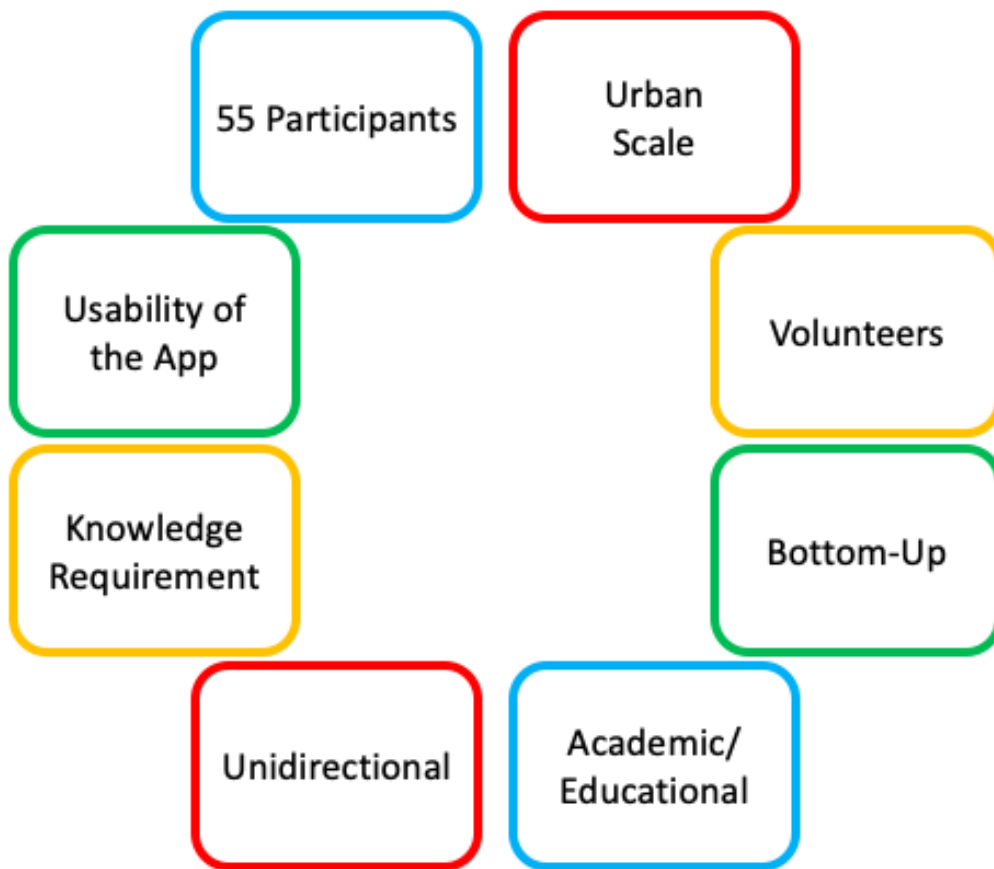 55 Participants
Urban
Scale
Usability of
the App
Volunteers
Knowledge
Requirement
Bottom-Up
Unidirectional
Academic/
Educational